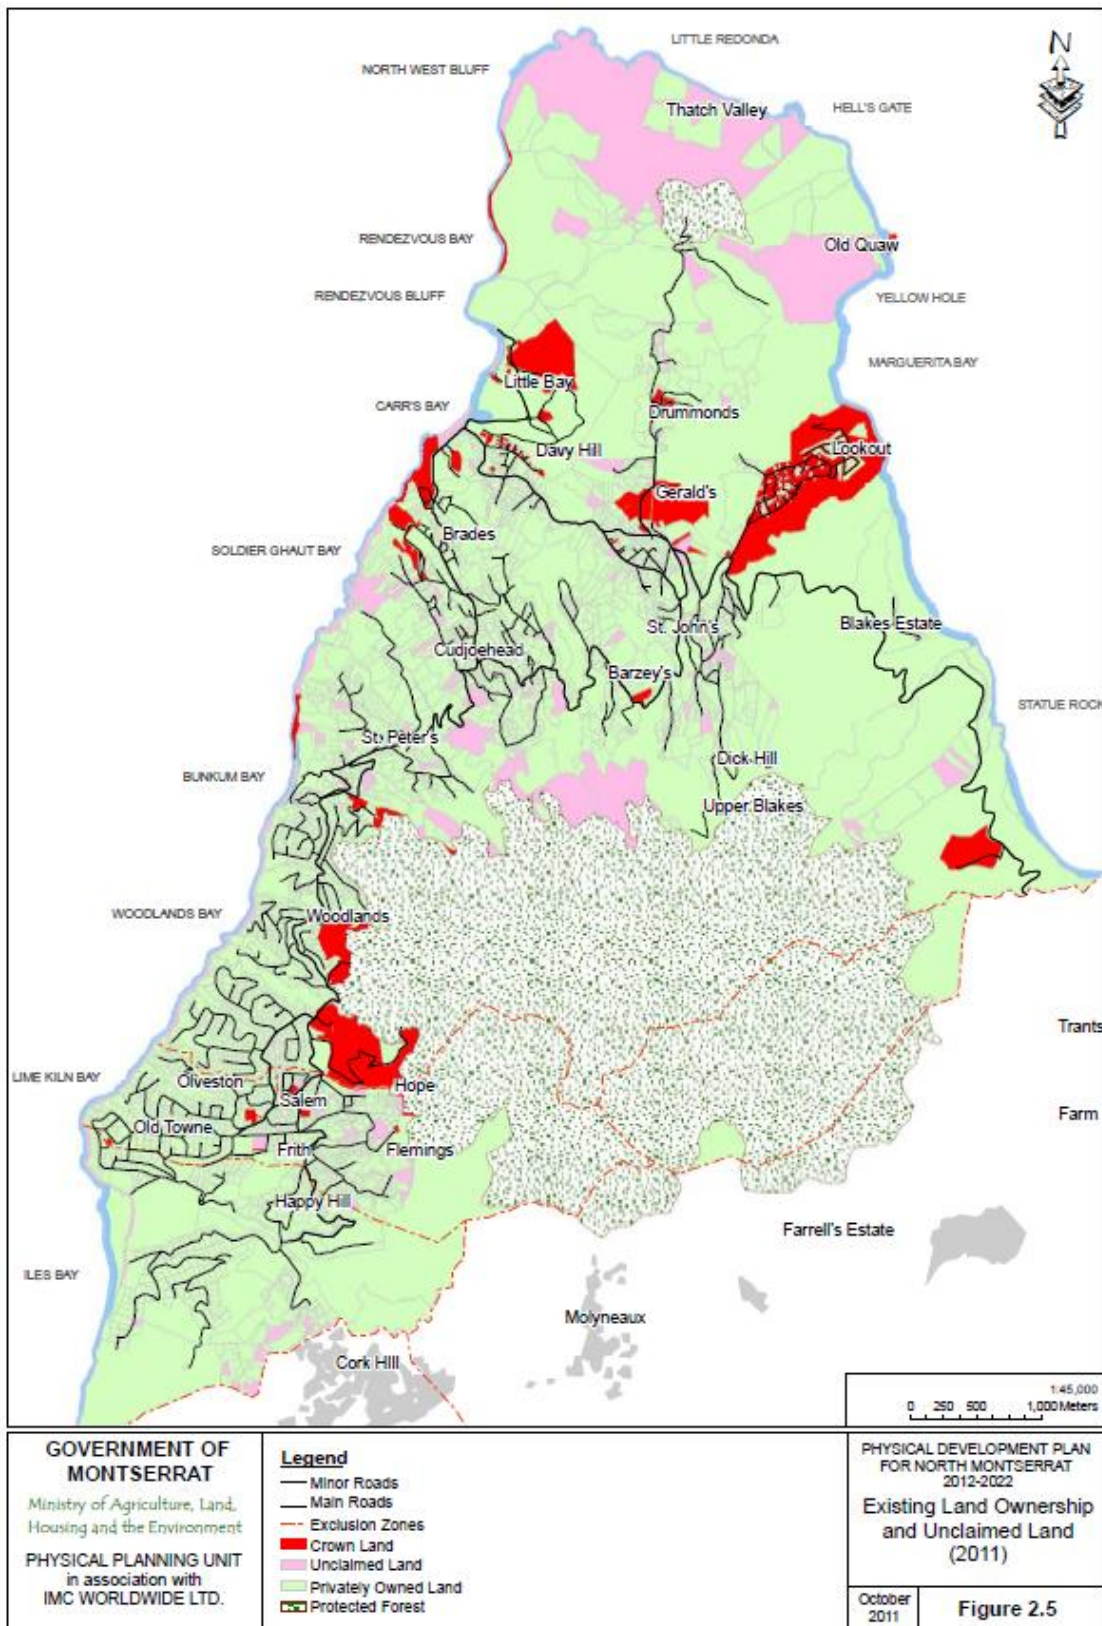 LITTLE REDONDA
N
NORTH WEST BLUFF
Thatch Valley
HELL'S GATE
RENDEZVOUS BAY
Old Quaw
RENDEZVOUS BLUFF
YELLOW HOLE
MARGUERITA BAY
Little Bay
CARR'S BAY
Drummonds
Davy Hill
Lookout
Gerald's
Brades
SOLDIER GHAUT BAY
St. John's
Blakes Estate
Cudjoehead
Barzey's
STATUE ROCK
St. Peter's
Dick Hill
BUNKUM BAY
Upper Blakes
WOODLANDS BAY
Woodlands
Trants
LIME KILN BAY
Olveston
Hope
Salem
Farm
Old Towne
Frith
Flemings
Happy Hill
Farrell's Estate
ILES BAY
Molyneaux
Cork Hill
1:45,000
0 250 500 1,000 Meters
GOVERNMENT OF
MONTSERRAT
Ministry of Agriculture, Land,
Housing and the Environment
PHYSICAL PLANNING UNIT
in association with
IMC WORLDWIDE LTD.
Legend
Minor Roads
Main Roads
Exclusion Zones
Crown Land
Unclaimed Land
Privately Owned Land
Protected Forest
PHYSICAL DEVELOPMENT PLAN
FOR NORTH MONTSERRAT
2012-2022
Existing Land Ownership
and Unclaimed Land
(2011)
October
2011
Figure 2.5